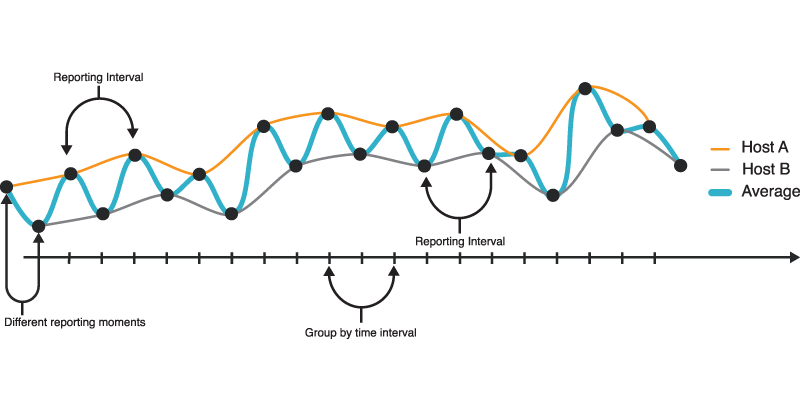 Reporting Interval
Host A
Host B
Average
Reporting Interval
Different reporting moments
Group by time interval